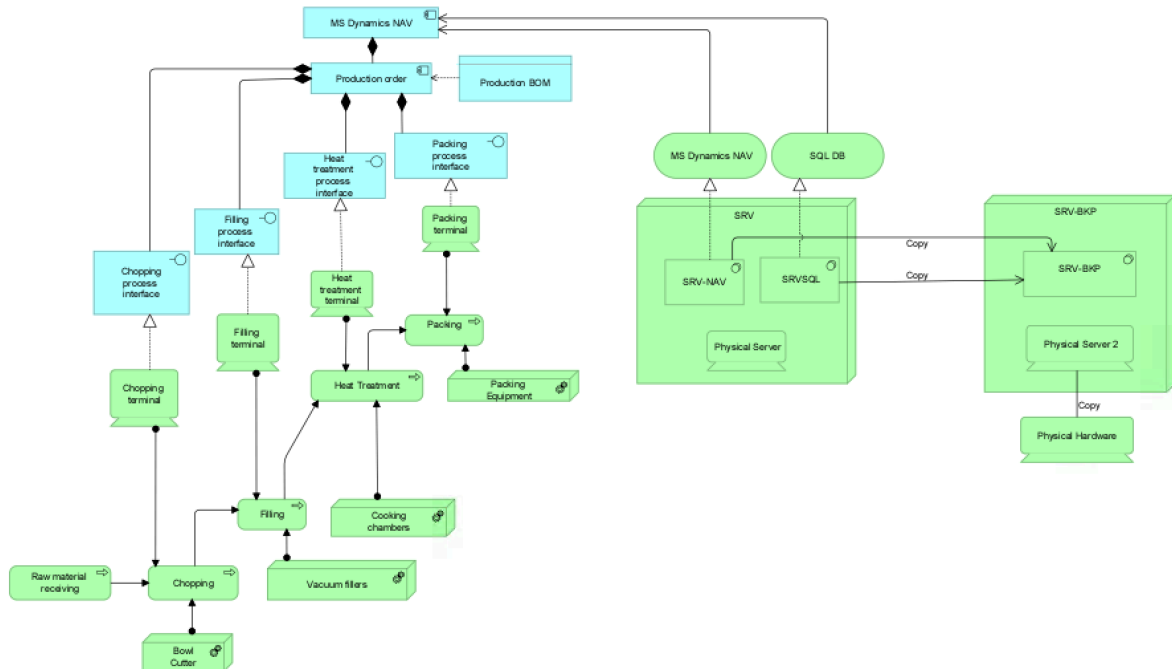 MS Dynamics NAV
Production order
Production BOM
Packing
process
interface
Heat
treatment
process
interface
MS Dynamics NAV
SQL DB
Filling
process
interface
Packing
terminal
SRV
SRV-BKP
Copy
Chopping
process
interface
Heat
treatment
terminal
SRV-NAV
SRVSQL
Copy
SRV-BKP
Filling
terminal
Packing
Physical Server
Physical Server 2
Chopping
terminal
Heat Treatment
Packing
Equipment
Copy
Physical Hardware
Filling
Cooking
chambers
Raw material
receiving
Chopping
Vacuum fillers
Bowl
Cutter